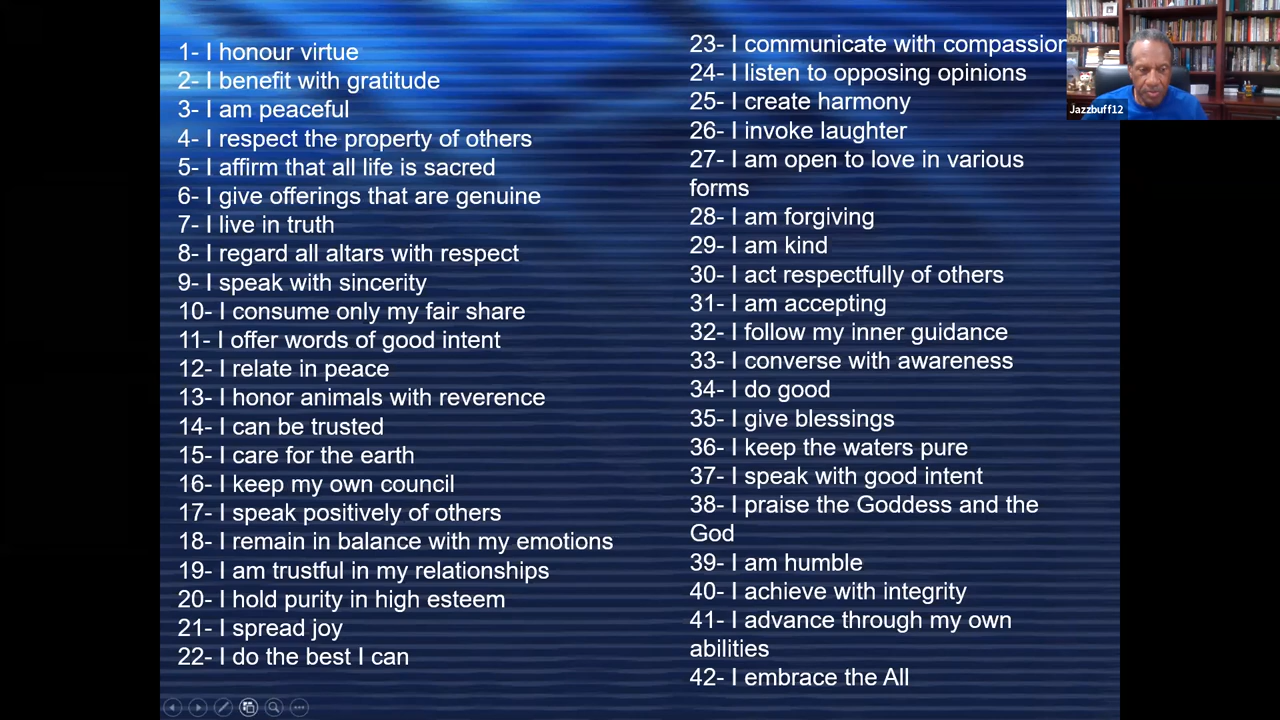 1- I honour virtue
2- I benefit with gratitude
3- I am peaceful
4- I respect the property of others
5- I affirm that all life is sacred
6- I give offerings that are genuine
7- I live in truth
8- I regard all altars with respect
9- I speak with sincerity
10- I consume only my fair share
11- I offer words of good intent
12- I relate in peace
13- I honor animals with reverence
14- I can be trusted
15- I care for the earth
16- I keep my own council
17- I speak positively of others
18- I remain in balance with my emotions
19- I am trustful in my relationships
20- I hold purity in high esteem
21- I spread joy
22- I do the best I can
23- I communicate with compassion
24- I listen to opposing opinions
25- I create harmony
26- I invoke laughter
27- I am open to love in various
forms
28- I am forgiving
29- I am kind
30- I act respectfully of others
31- I am accepting
32- I follow my inner guidance
33- I converse with awareness
34- I do good
35- I give blessings
36- I keep the waters pure
37- I speak with good intent
38- I praise the Goddess and the
God
39- I am humble
40- I achieve with integrity
41- I advance through my own
abilities
42- I embrace the All
Jazzbuff12